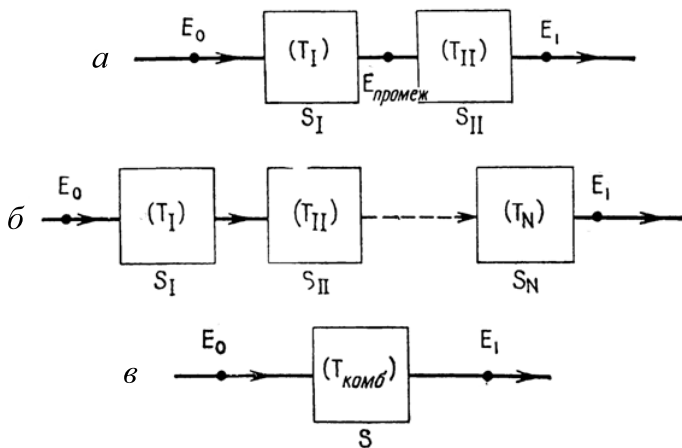 а E₀ (T_I) (T_II) E₁
E_промеж
S_I S_II
б E₀ (T_I) (T_II) (T_N) E₁
S_I S_II S_N
в E₀ (T_комб) E₁
S